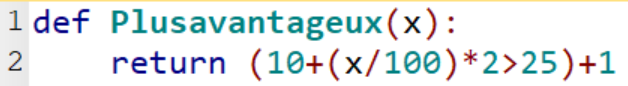 1 def Plusavantageux(x):
2     return (10+(x/100)*2>25)+1